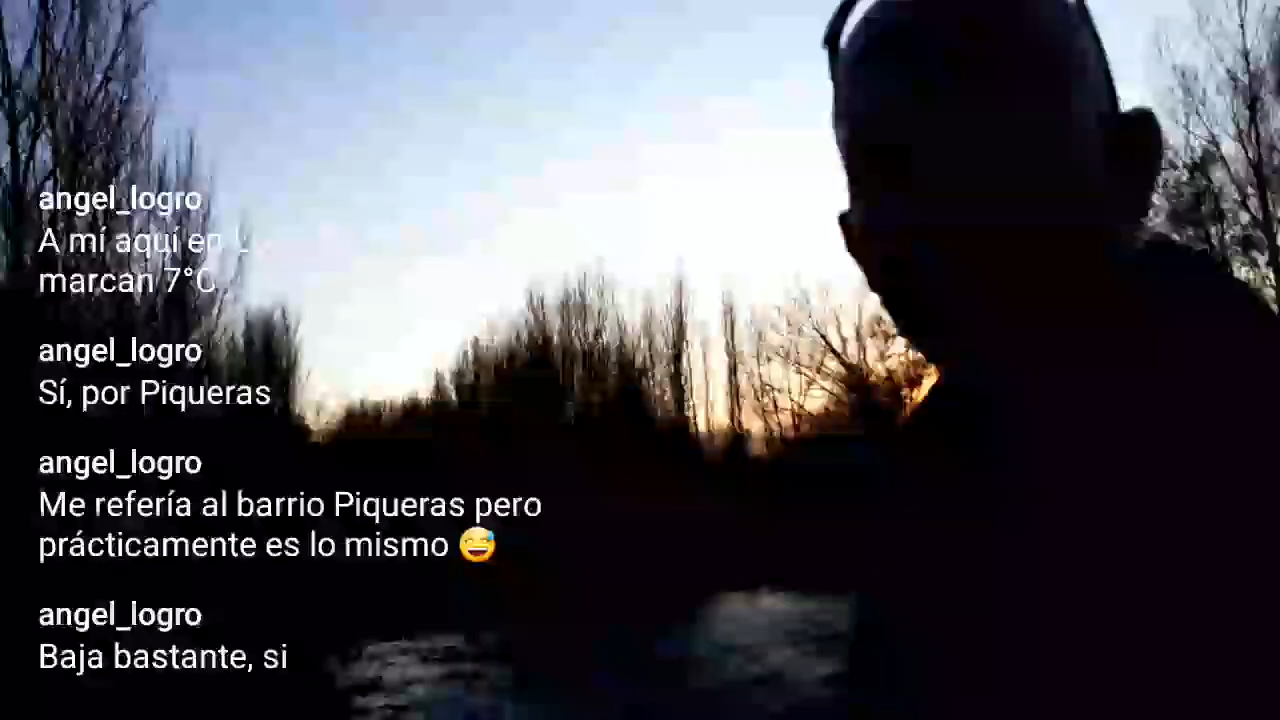 angel_logro
A mí aquí en
marcan 7°C
angel_logro
Sí, por Piqueras
angel_logro
Me refería al barrio Piqueras pero
prácticamente es lo mismo 😅
angel_logro
Baja bastante, si